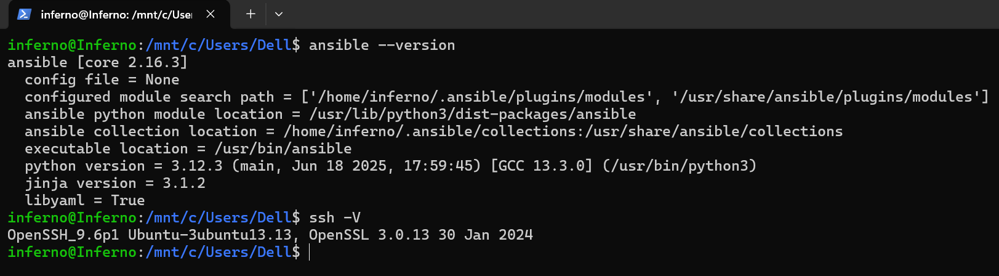 inferno@Inferno: /mnt/c/User
inferno@Inferno:/mnt/c/Users/Dell$ ansible --version
ansible [core 2.16.3]
  config file = None
  configured module search path = ['/home/inferno/.ansible/plugins/modules', '/usr/share/ansible/plugins/modules']
  ansible python module location = /usr/lib/python3/dist-packages/ansible
  ansible collection location = /home/inferno/.ansible/collections:/usr/share/ansible/collections
  executable location = /usr/bin/ansible
  python version = 3.12.3 (main, Jun 18 2025, 17:59:45) [GCC 13.3.0] (/usr/bin/python3)
  jinja version = 3.1.2
  libyaml = True
inferno@Inferno:/mnt/c/Users/Dell$ ssh -V
OpenSSH_9.6p1 Ubuntu-3ubuntu13.13, OpenSSL 3.0.13 30 Jan 2024
inferno@Inferno:/mnt/c/Users/Dell$